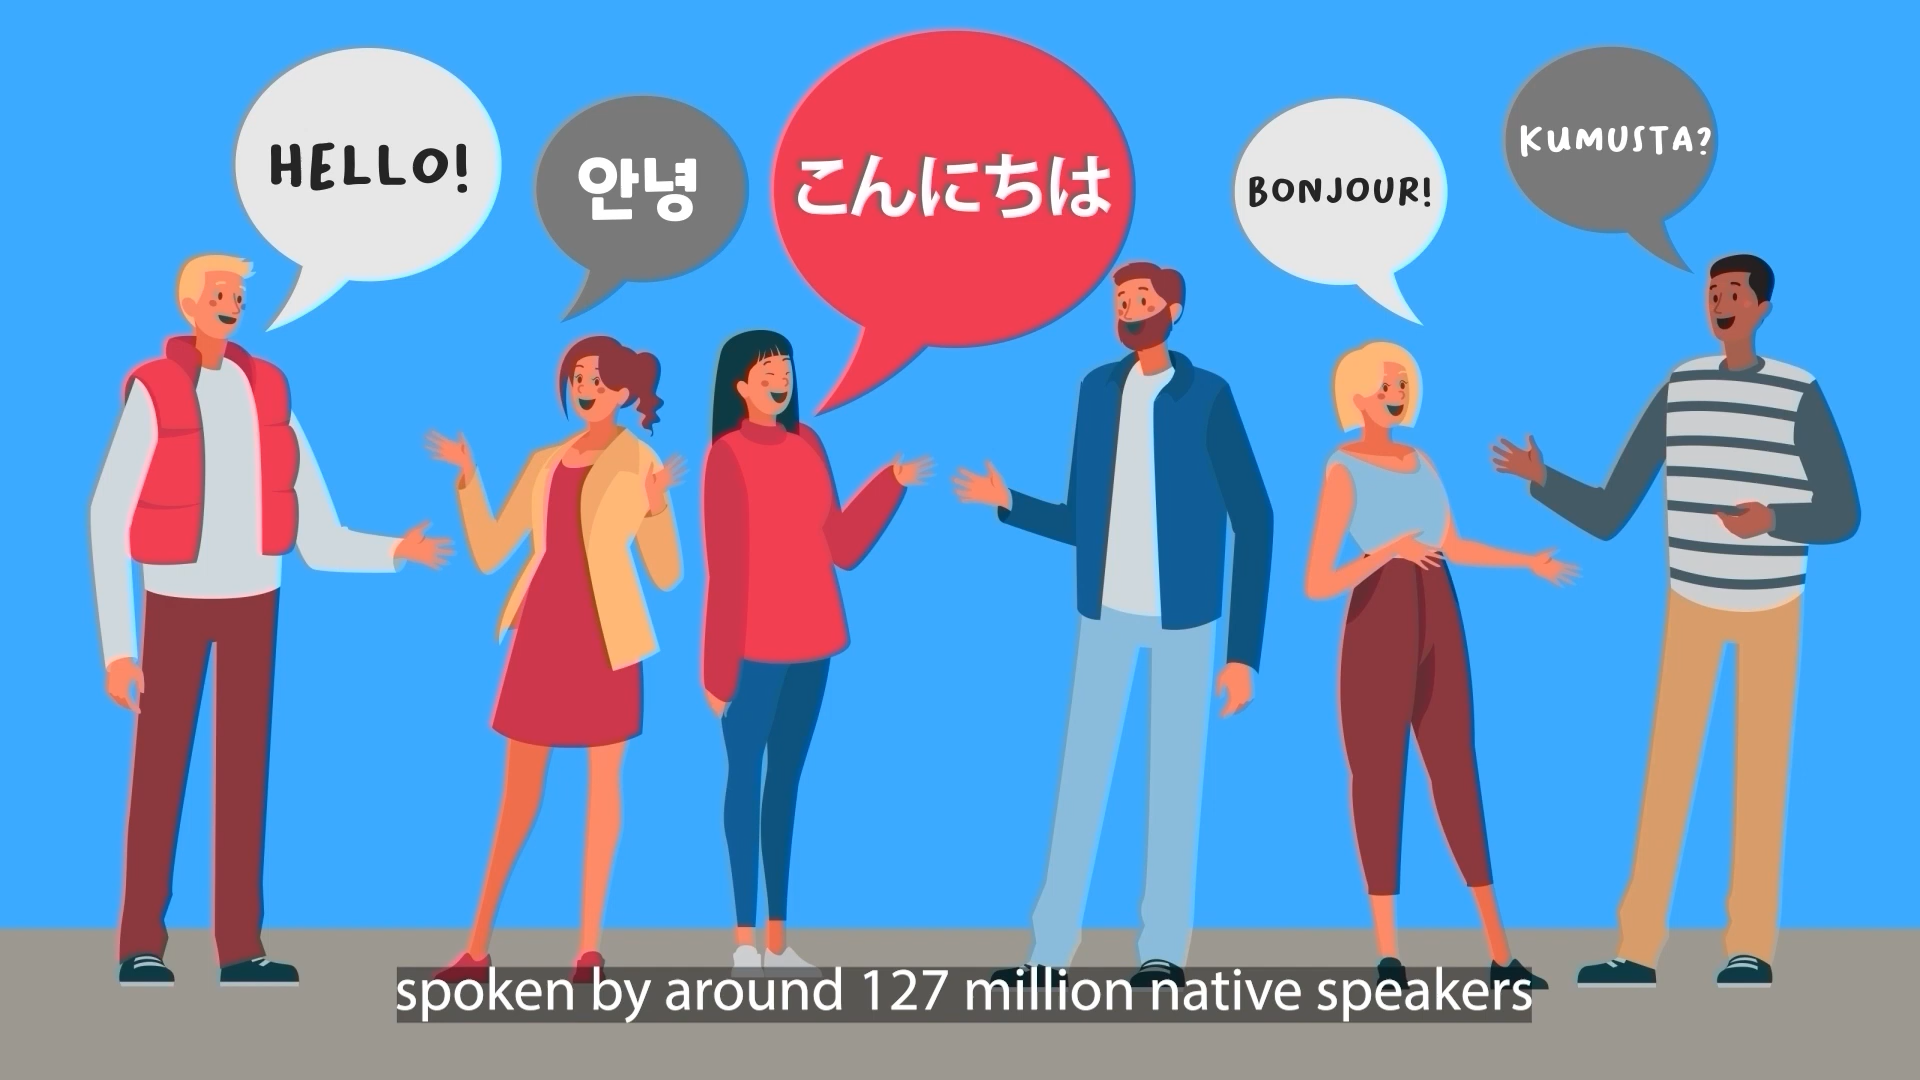 HELLO!
안녕
こんにちは
BONJOUR!
KUMUSTA?
spoken by around 127 million native speakers